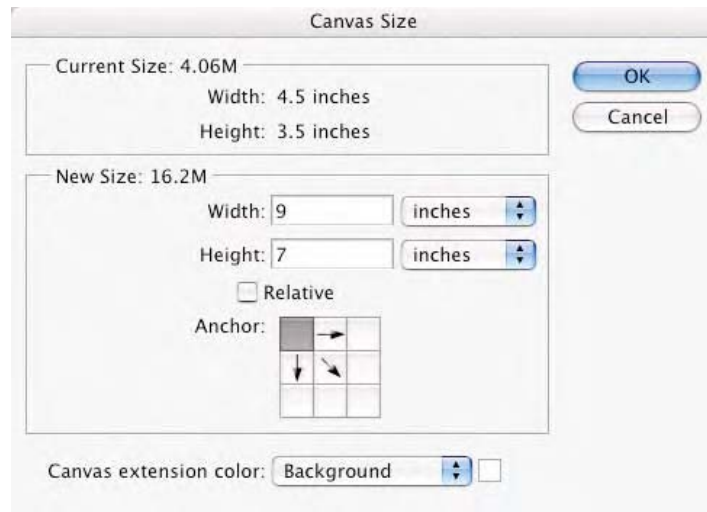 Canvas Size
Current Size: 4.06M
Width: 4.5 inches
Height: 3.5 inches
OK
Cancel
New Size: 16.2M
Width: 9 inches
Height: 7 inches
Relative
Anchor:
Canvas extension color: Background